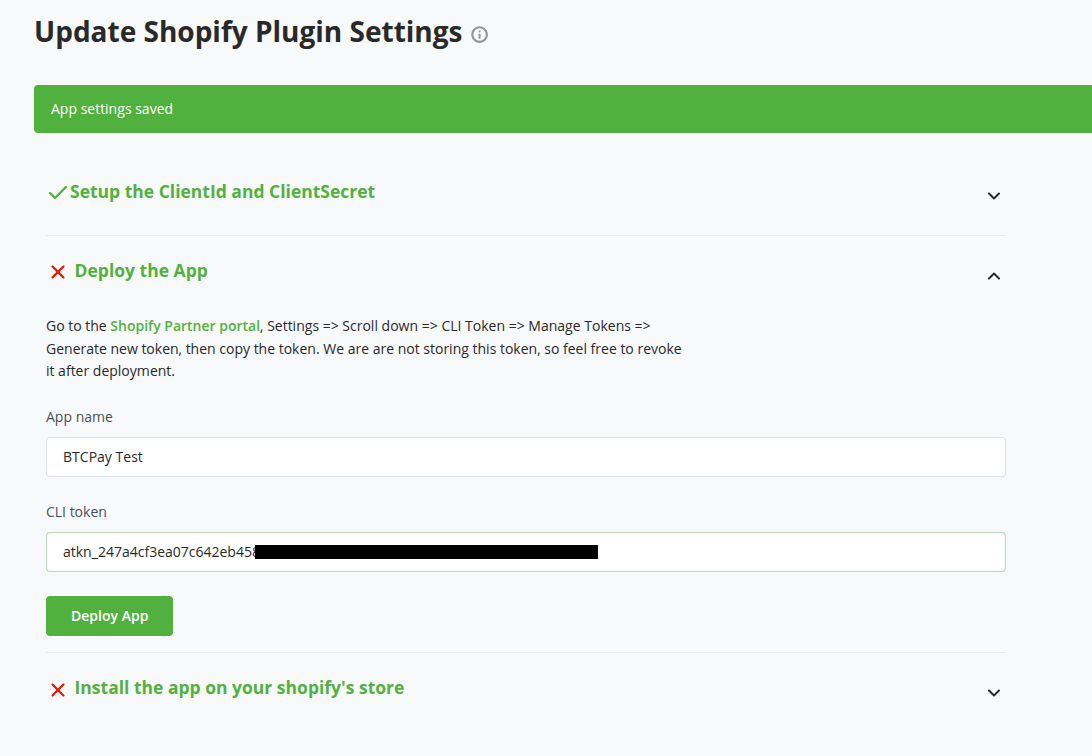 Update Shopify Plugin Settings
App settings saved
Setup the ClientId and ClientSecret
Deploy the App
Go to the Shopify Partner portal, Settings => Scroll down => CLI Token => Manage Tokens =>
Generate new token, then copy the token. We are are not storing this token, so feel free to revoke
it after deployment.
App name
BTCPay Test
CLI token
atkn_247a4cf3ea07c642eb458
Deploy App
Install the app on your shopify's store